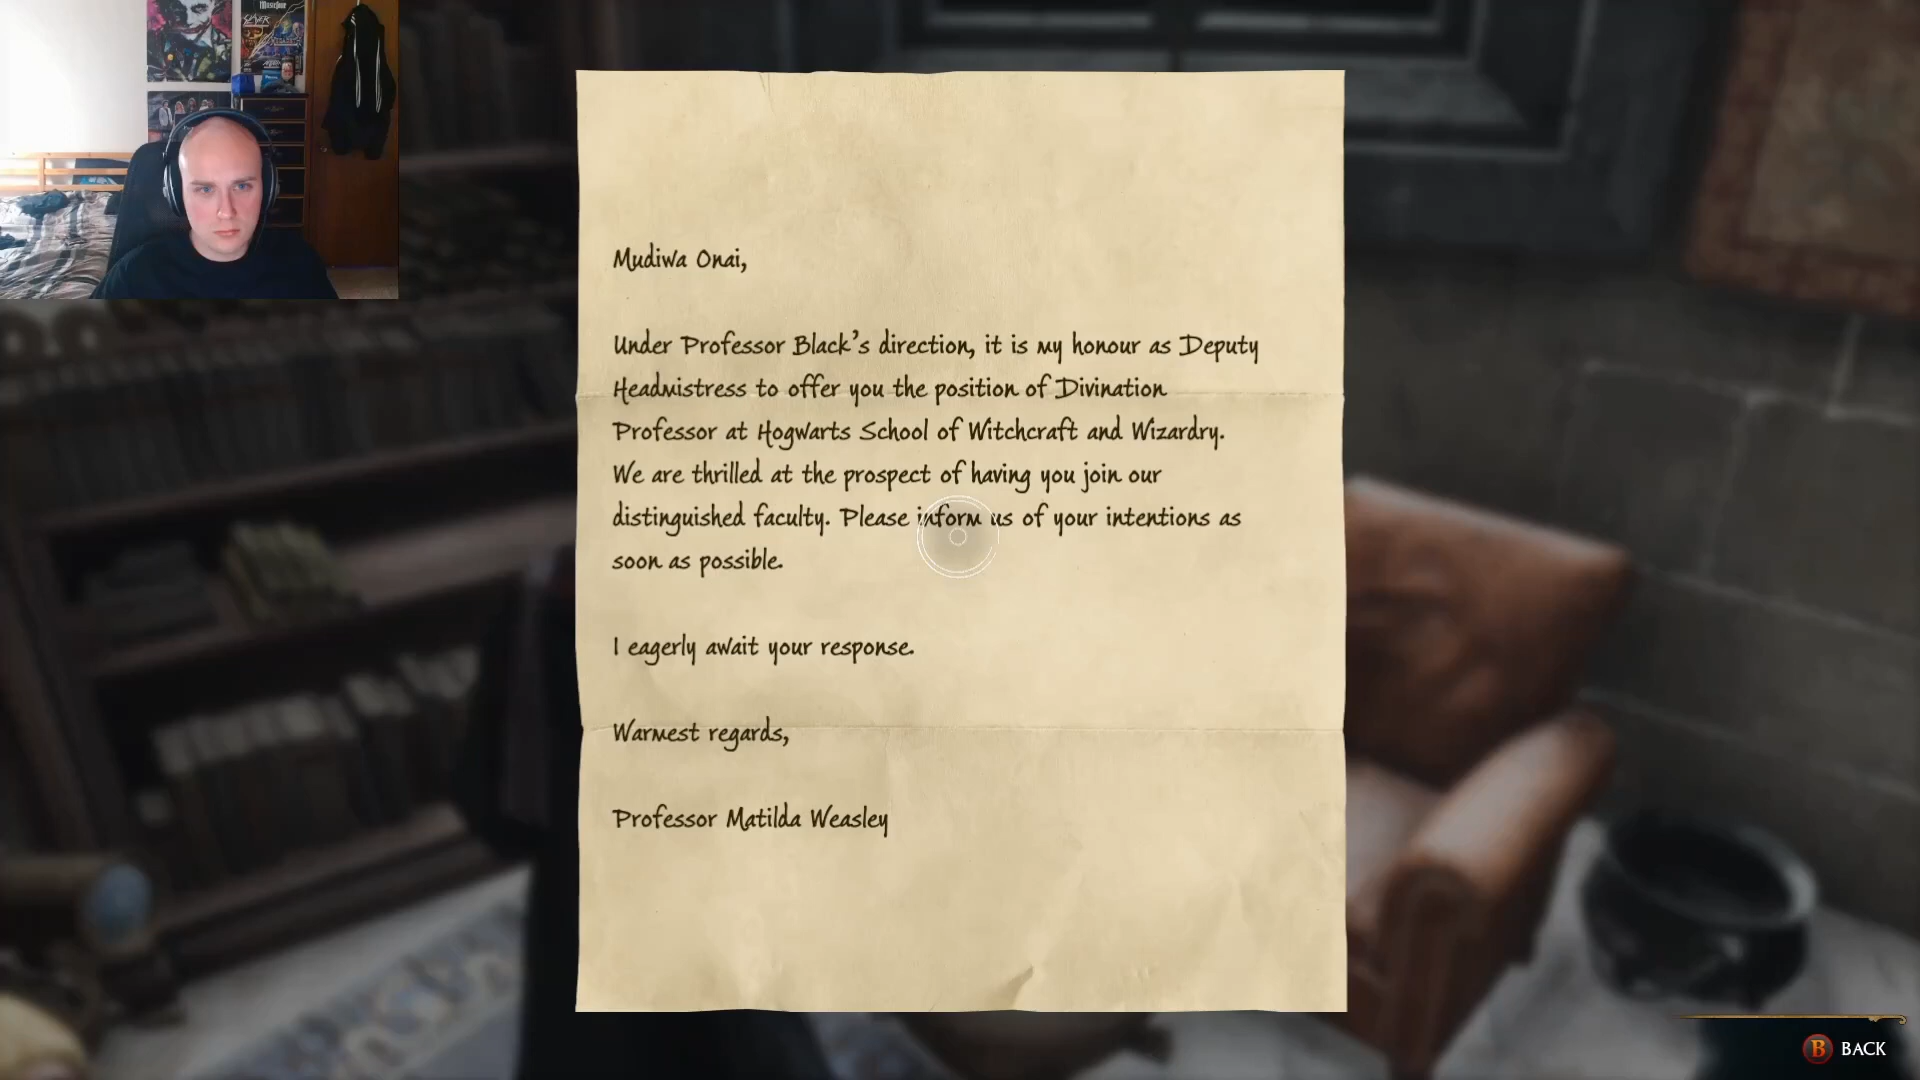 SLAYER
Mudiwa Onai,
Under Professor Black's direction, it is my honour as Deputy
Headmistress to offer you the position of Divination
Professor at Hogwarts School of Witchcraft and Wizardry.
We are thrilled at the prospect of having you join our
distinguished faculty. Please inform us of your intentions as
soon as possible.
I eagerly await your response.
Warmest regards,
Professor Matilda Weasley
B BACK